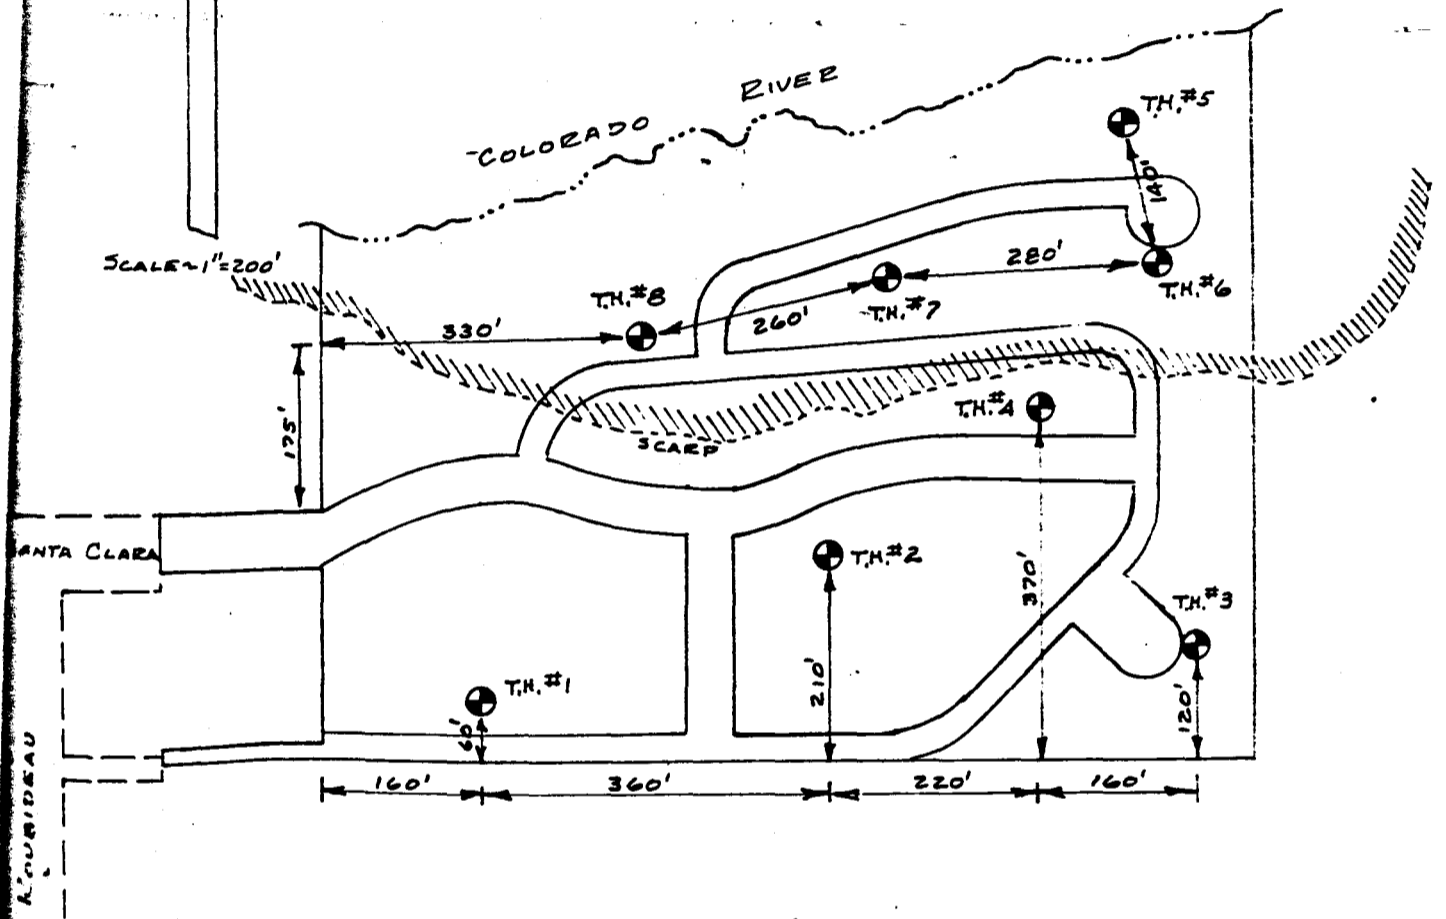 COLORADO RIVER
T.H. #5
140'
SCALE~1"=200'
280'
T.H. #6
T.H. #8
T.H. #7
260'
330'
T.H. #4
175'
SCARP
ANTA CLARA
T.H. #2
370'
T.H. #3
T.H. #1
210'
60'
120'
160'
360'
220'
160'